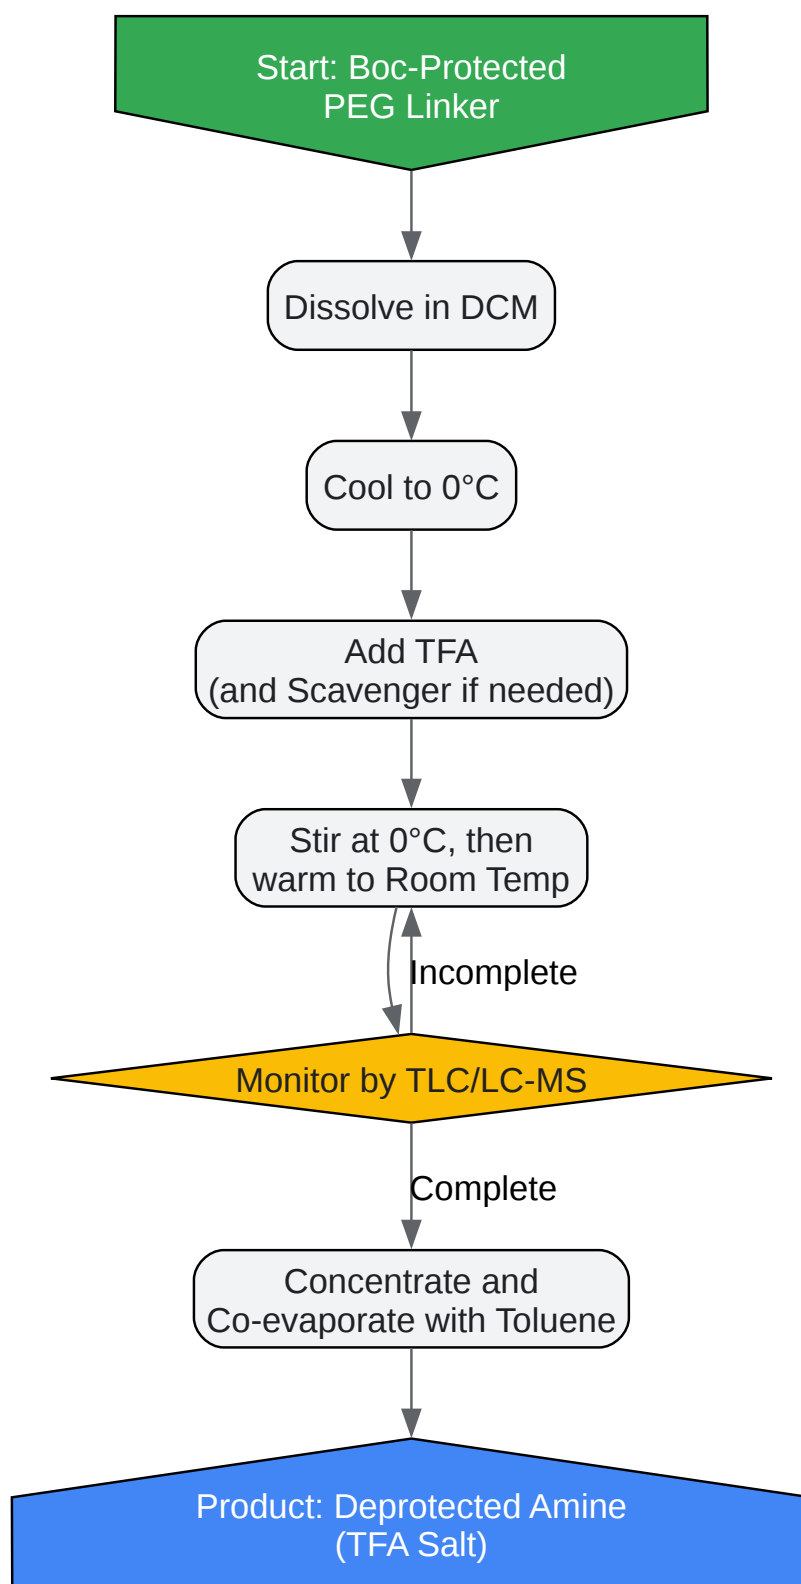 Start: Boc-Protected
PEG Linker
Dissolve in DCM
Cool to 0°C
Add TFA
(and Scavenger if needed)
Stir at 0°C, then
warm to Room Temp
Incomplete
Monitor by TLC/LC-MS
Complete
Concentrate and
Co-evaporate with Toluene
Product: Deprotected Amine
(TFA Salt)